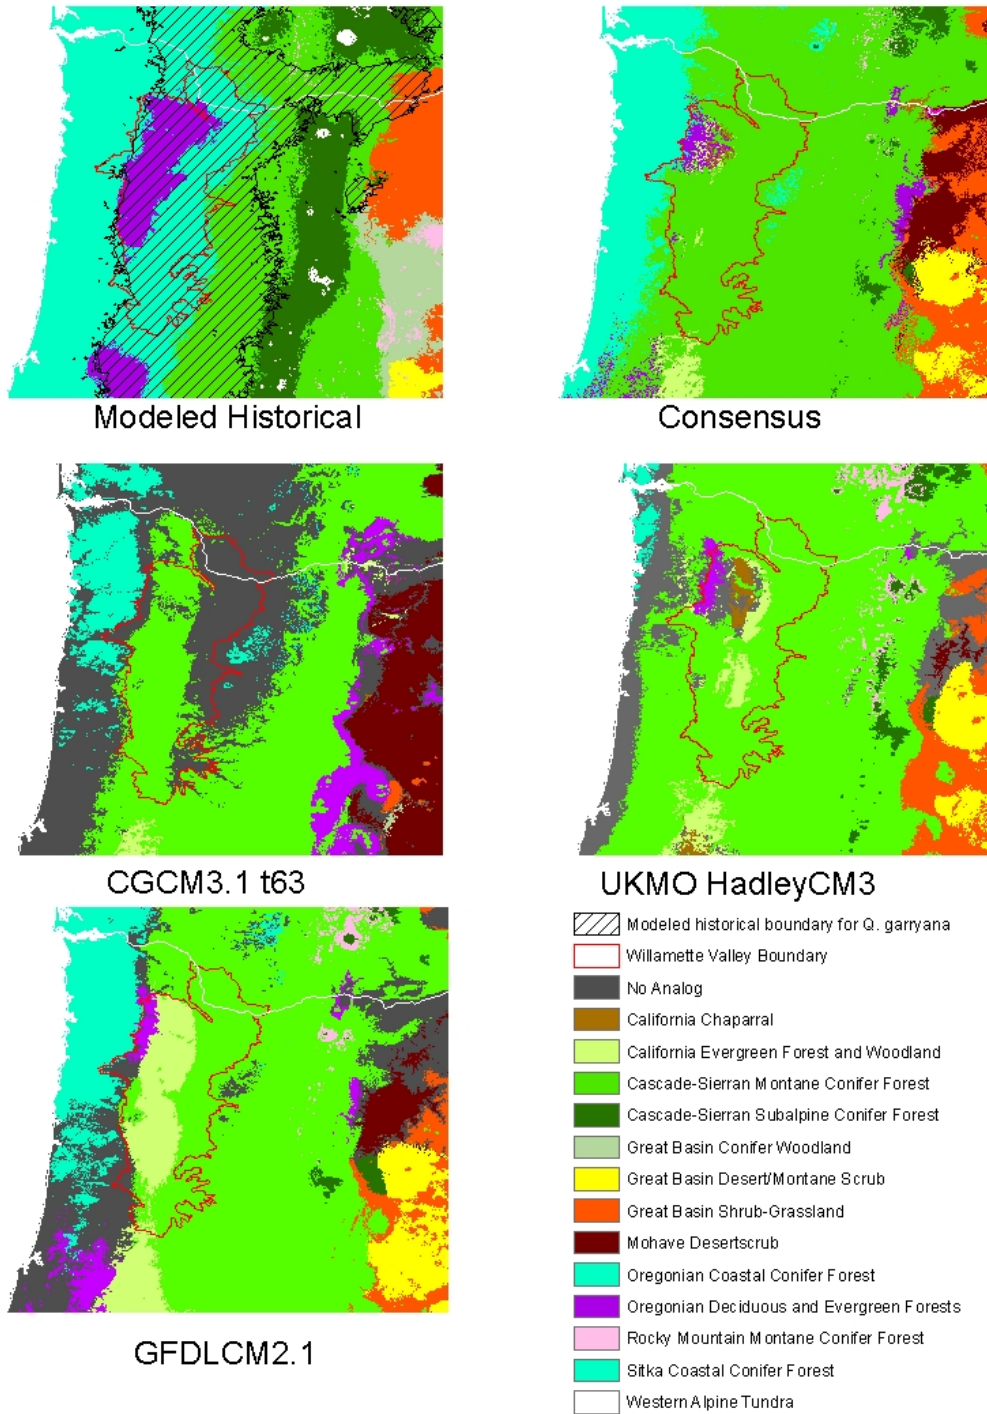 Modeled Historical
Consensus
CGCM3.1 t63
UKMO HadleyCM3
GFDLCM2.1
Modeled historical boundary for Q. garryana
Willamette Valley Boundary
No Analog
California Chaparral
California Evergreen Forest and Woodland
Cascade-Sierran Montane Conifer Forest
Cascade-Sierran Subalpine Conifer Forest
Great Basin Conifer Woodland
Great Basin Desert/Montane Scrub
Great Basin Shrub-Grassland
Mohave Desertscrub
Oregonian Coastal Conifer Forest
Oregonian Deciduous and Evergreen Forests
Rocky Mountain Montane Conifer Forest
Sitka Coastal Conifer Forest
Western Alpine Tundra